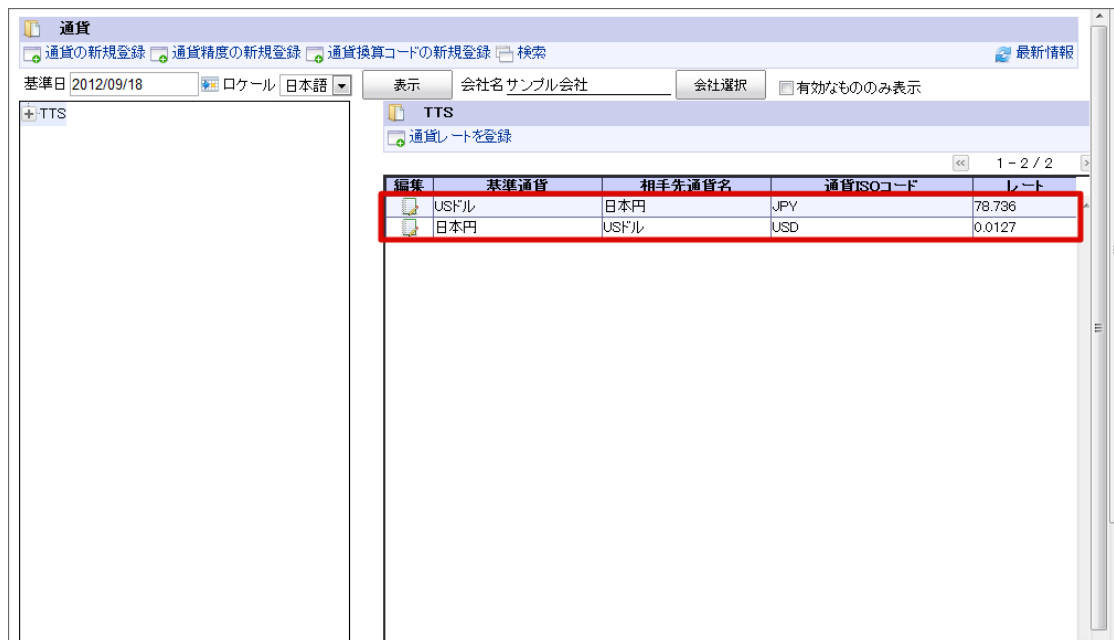 通貨
通貨の新規登録 通貨精度の新規登録 通貨換算コードの新規登録 検索 最新情報
基準日 2012/09/18 ロケール 日本語 表示 会社名 サンプル会社 会社選択 有効なもののみ表示
TTS
TTS
通貨レートを登録
1 - 2 / 2
編集 基準通貨 相手先通貨名 通貨ISOコード レート
USドル 日本円 JPY 78.736
日本円 USドル USD 0.0127